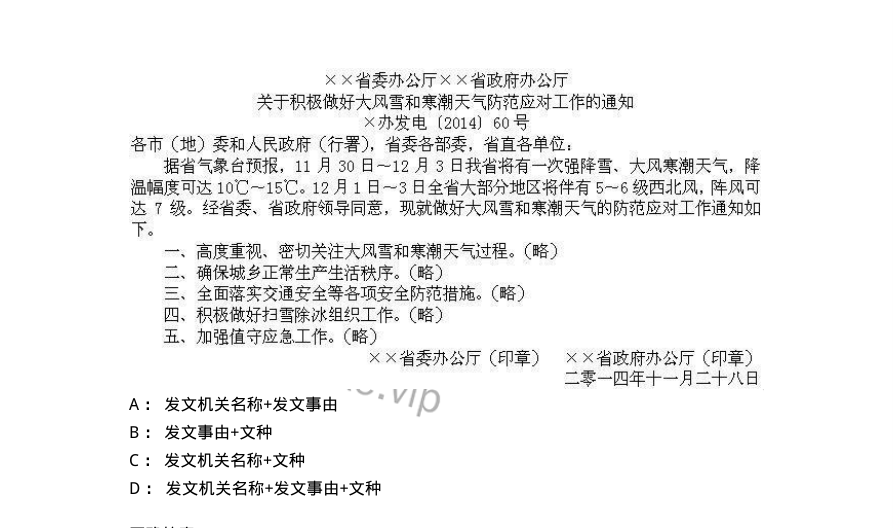 ××省委办公厅××省政府办公厅
关于积极做好大风雪和寒潮天气防范应对工作的通知
×办发电〔2014〕60号
各市（地）委和人民政府（行署），省委各部委，省直各单位：
据省气象台预报，11月30日～12月3日我省将有一次强降雪、大风寒潮天气，降
温幅度可达10℃～15℃。12月1日～3日全省大部分地区将伴有5～6级西北风，阵风可
达7级。经省委、省政府领导同意，现就做好大风雪和寒潮天气的防范应对工作通知如
下。
一、高度重视、密切关注大风雪和寒潮天气过程。（略）
二、确保城乡正常生产生活秩序。（略）
三、全面落实交通安全等各项安全防范措施。（略）
四、积极做好扫雪除冰组织工作。（略）
五、加强值守应急工作。（略）
××省委办公厅（印章） ××省政府办公厅（印章）
二零一四年十一月二十八日
.vip
A： 发文机关名称+发文事由
B： 发文事由+文种
C： 发文机关名称+文种
D： 发文机关名称+发文事由+文种